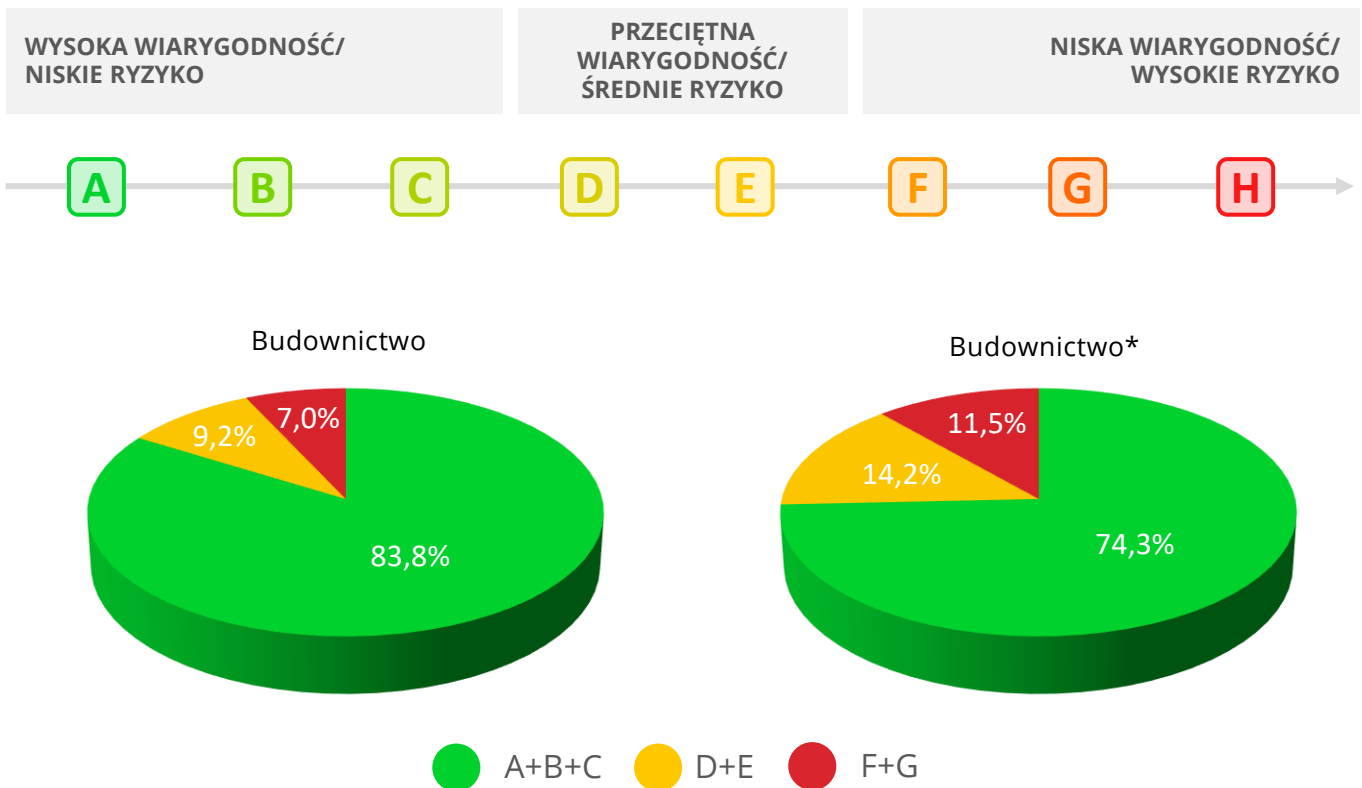 WYSOKA WIARYGODNOŚĆ/
NISKIE RYZYKO
PRZECIĘTNA
WIARYGODNOŚĆ/
ŚREDNIE RYZYKO
NISKA WIARYGODNOŚĆ/
WYSOKIE RYZYKO
A B C D E F G H
Budownictwo
7,0%
9,2%
83,8%
Budownictwo*
11,5%
14,2%
74,3%
A+B+C D+E F+G